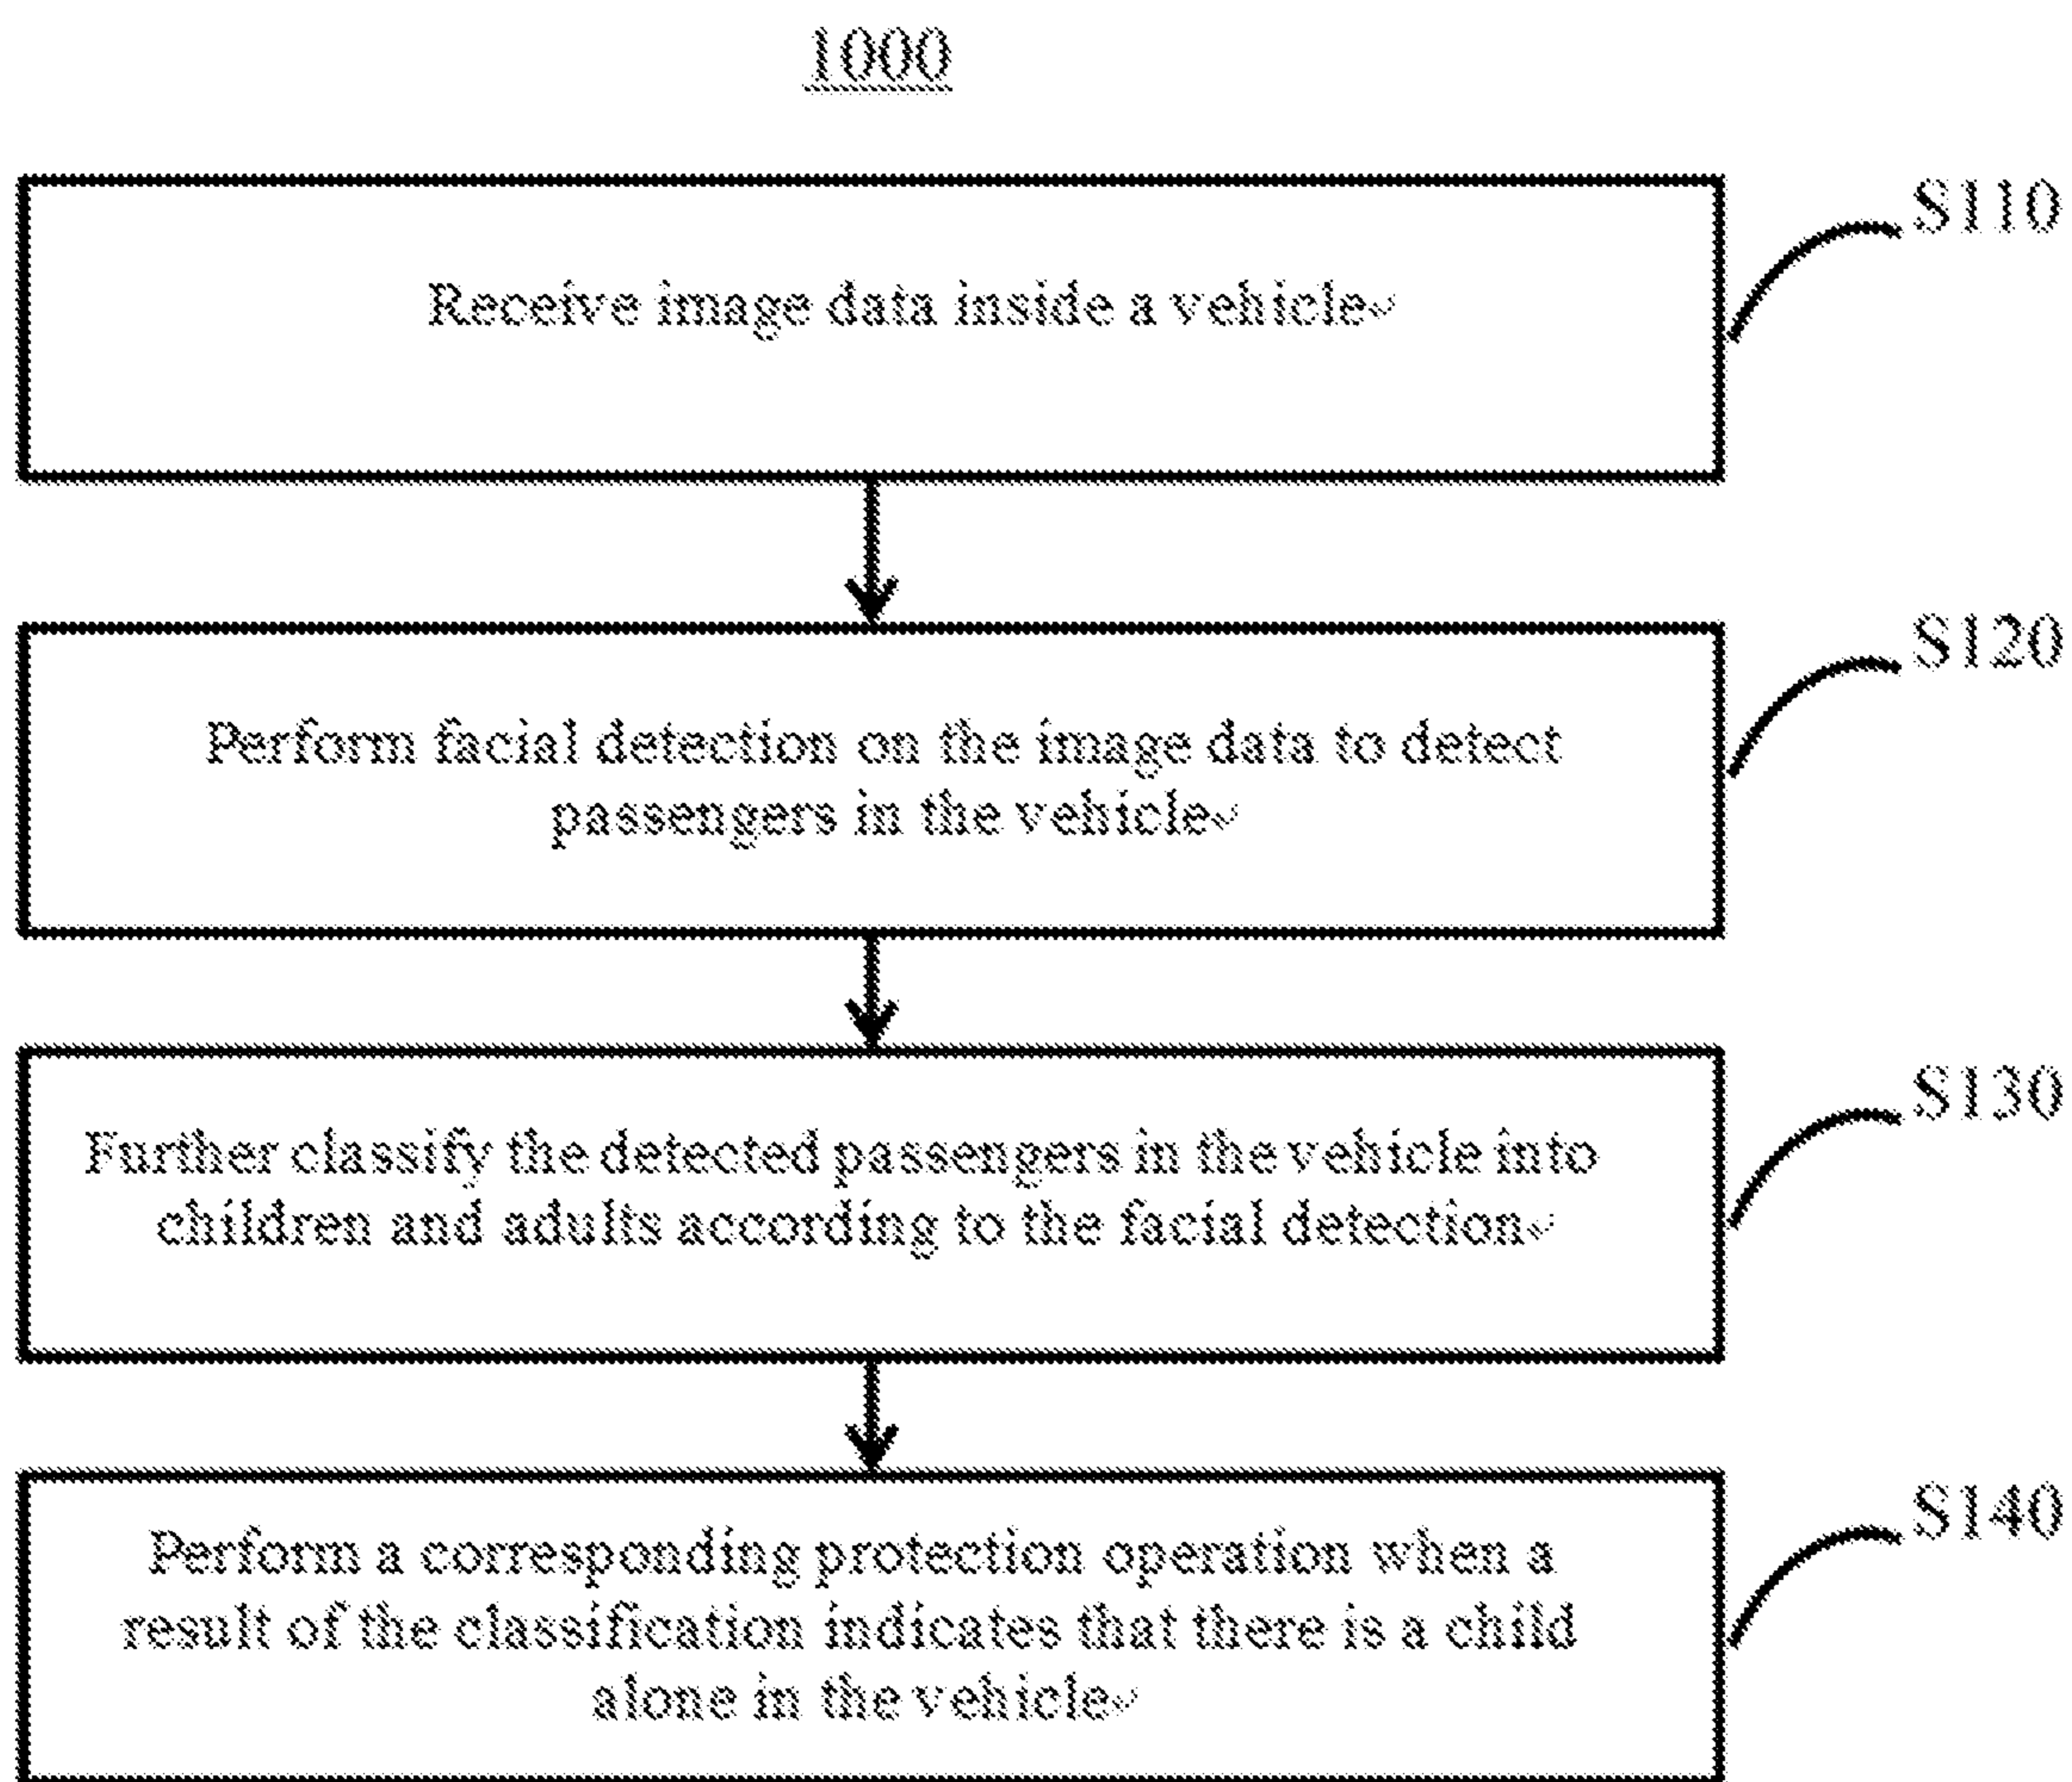 1000
S110
Receive image data inside a vehicle
S120
Perform facial detection on the image data to detect
passengers in the vehicle
S130
Further classify the detected passengers in the vehicle into
children and adults according to the facial detection
S140
Perform a corresponding protection operation when a
result of the classification indicates that there is a child
alone in the vehicle